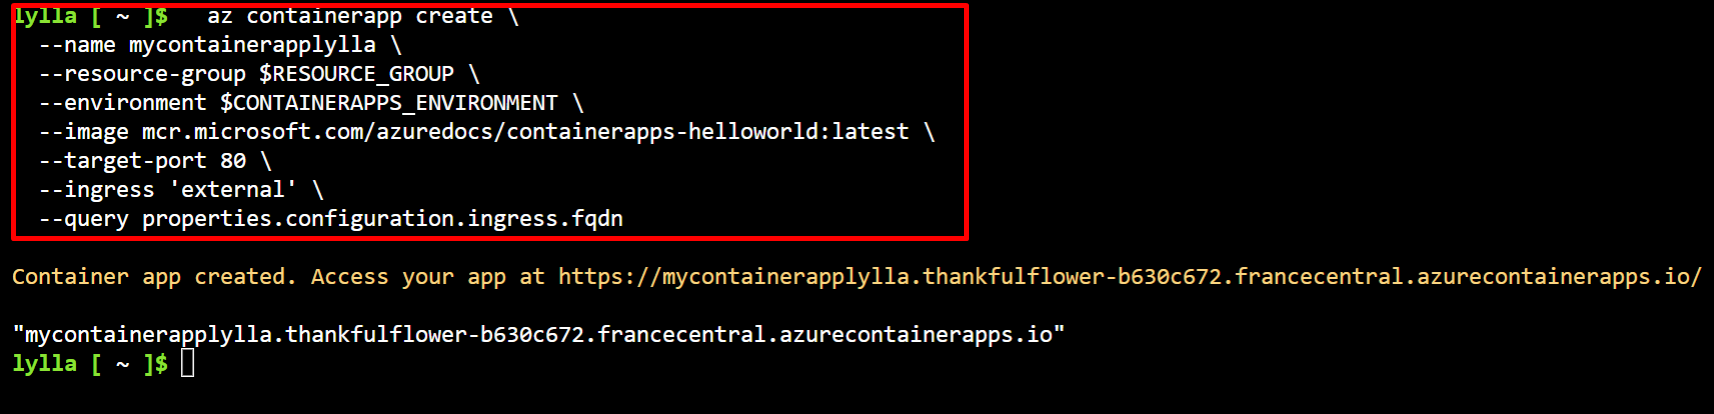 lylla [ ~ ]$   az containerapp create \
  --name mycontainerapplylla \
  --resource-group $RESOURCE_GROUP \
  --environment $CONTAINERAPPS_ENVIRONMENT \
  --image mcr.microsoft.com/azuredocs/containerapps-helloworld:latest \
  --target-port 80 \
  --ingress 'external' \
  --query properties.configuration.ingress.fqdn
Container app created. Access your app at https://mycontainerapplylla.thankfulflower-b630c672.francecentral.azurecontainerapps.io/
"mycontainerapplylla.thankfulflower-b630c672.francecentral.azurecontainerapps.io"
lylla [ ~ ]$